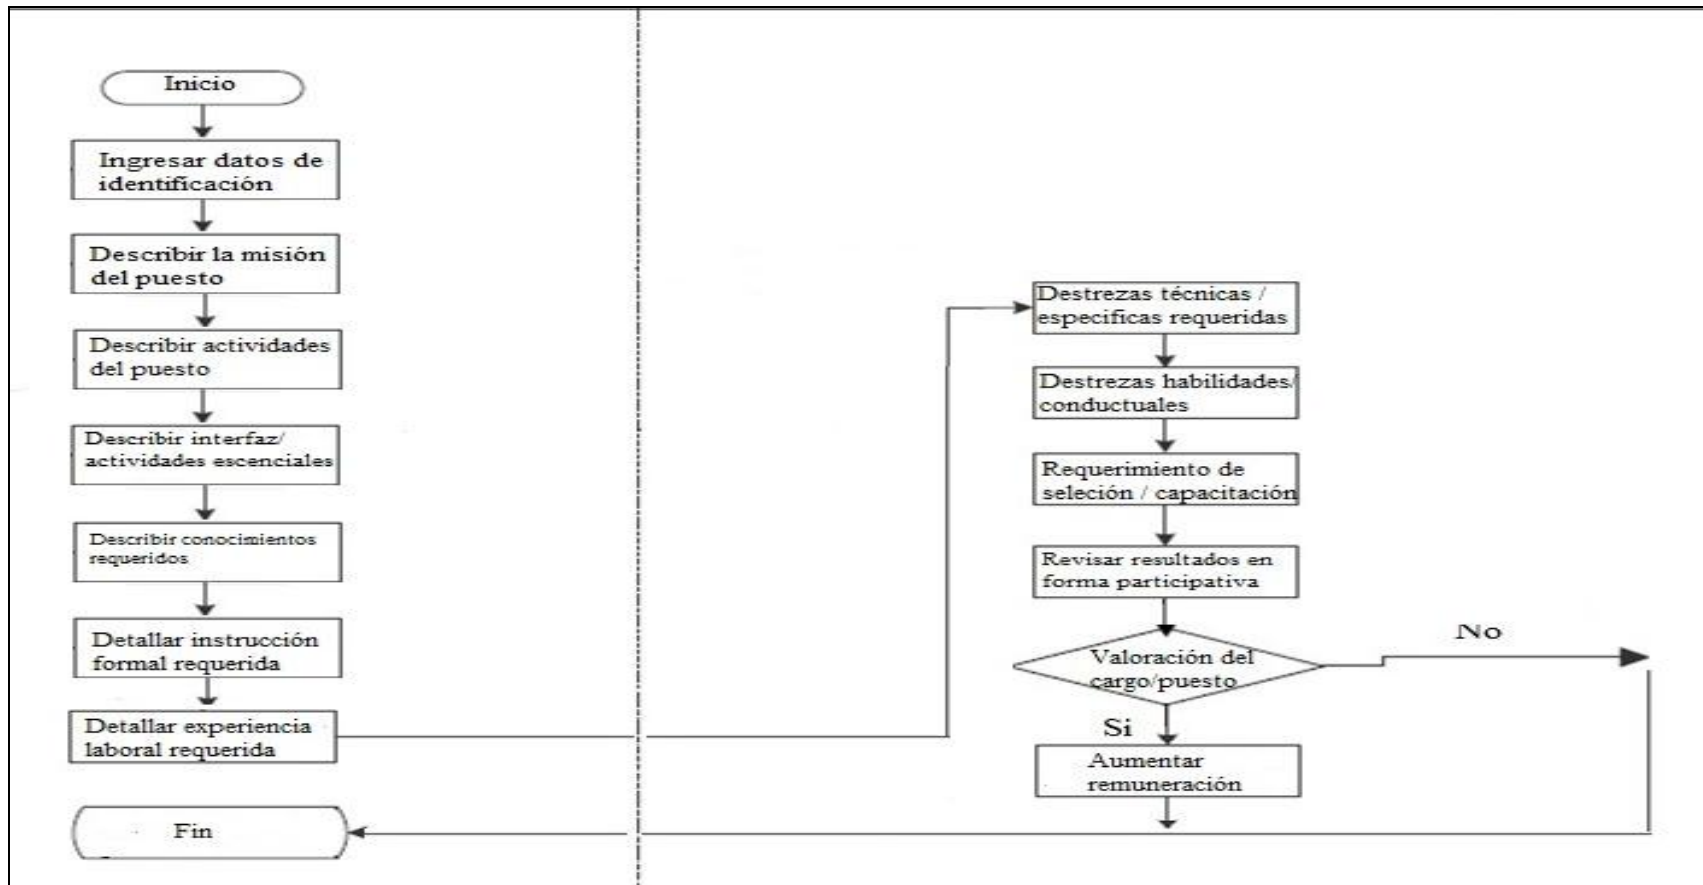 Inicio
Ingresar datos de
identificación
Describir la misión
del puesto
Describir actividades
del puesto
Describir interfaz/
actividades escenciales
Describir conocimientos
requeridos
Detallar instrucción
formal requerida
Detallar experiencia
laboral requerida
Fin
Destrezas técnicas /
especificas requeridas
Destrezas habilidades/
conductuales
Requerimiento de
seleción / capacitación
Revisar resultados en
forma participativa
Valoración del
cargo/puesto
No
Si
Aumentar
remuneración